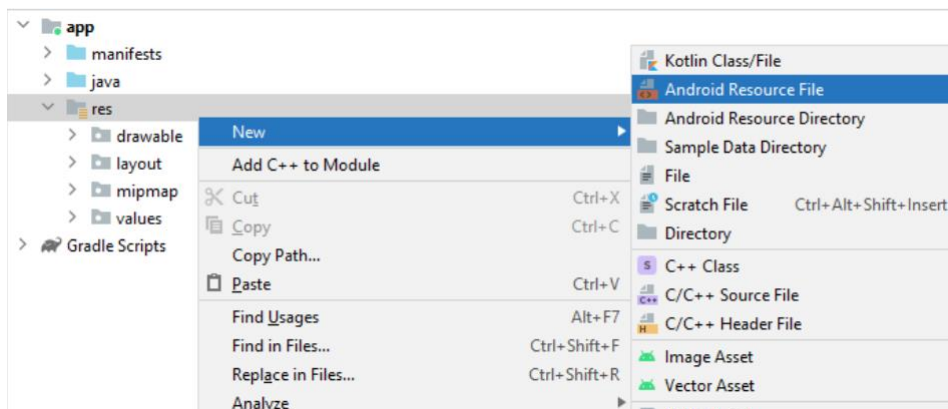 app
manifests
java
res
drawable
layout
mipmap
values
Gradle Scripts
New
Add C++ to Module
Cut Ctrl+X
Copy Ctrl+C
Copy Path...
Paste Ctrl+V
Find Usages Alt+F7
Find in Files... Ctrl+Shift+F
Replace in Files... Ctrl+Shift+R
Analyze
Kotlin Class/File
Android Resource File
Android Resource Directory
Sample Data Directory
File
Scratch File Ctrl+Alt+Shift+Insert
Directory
S C++ Class
C++ C/C++ Source File
H C/C++ Header File
Image Asset
Vector Asset